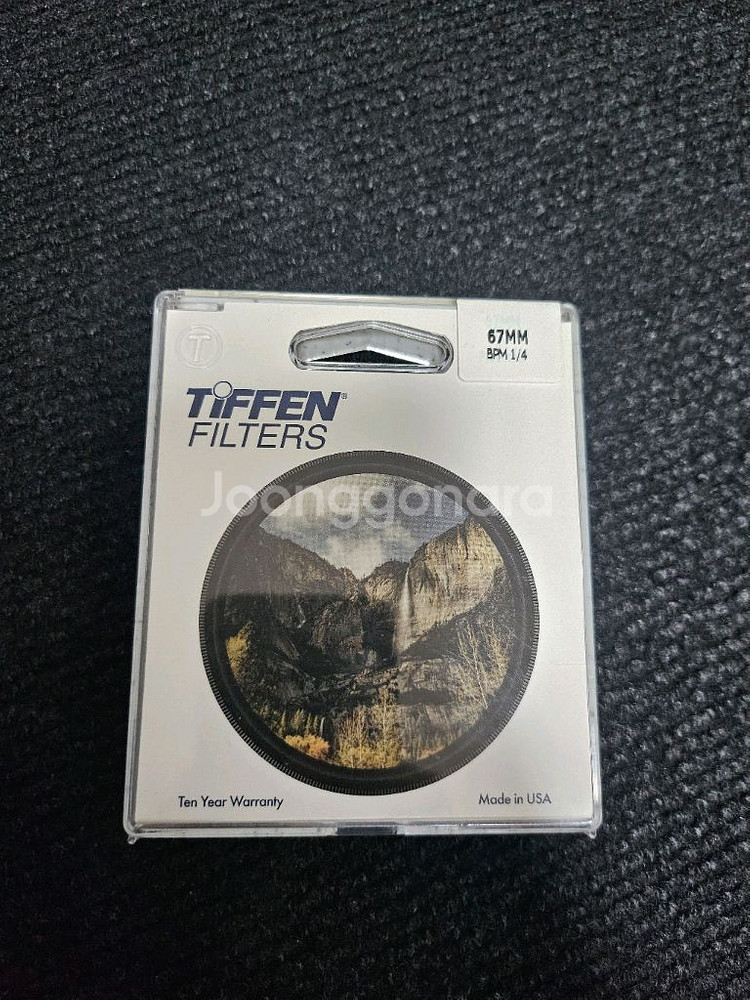 67MM
BPM 1/4
T
TiFFEN®
FILTERS
Joonggonara
Ten Year Warranty
Made in USA